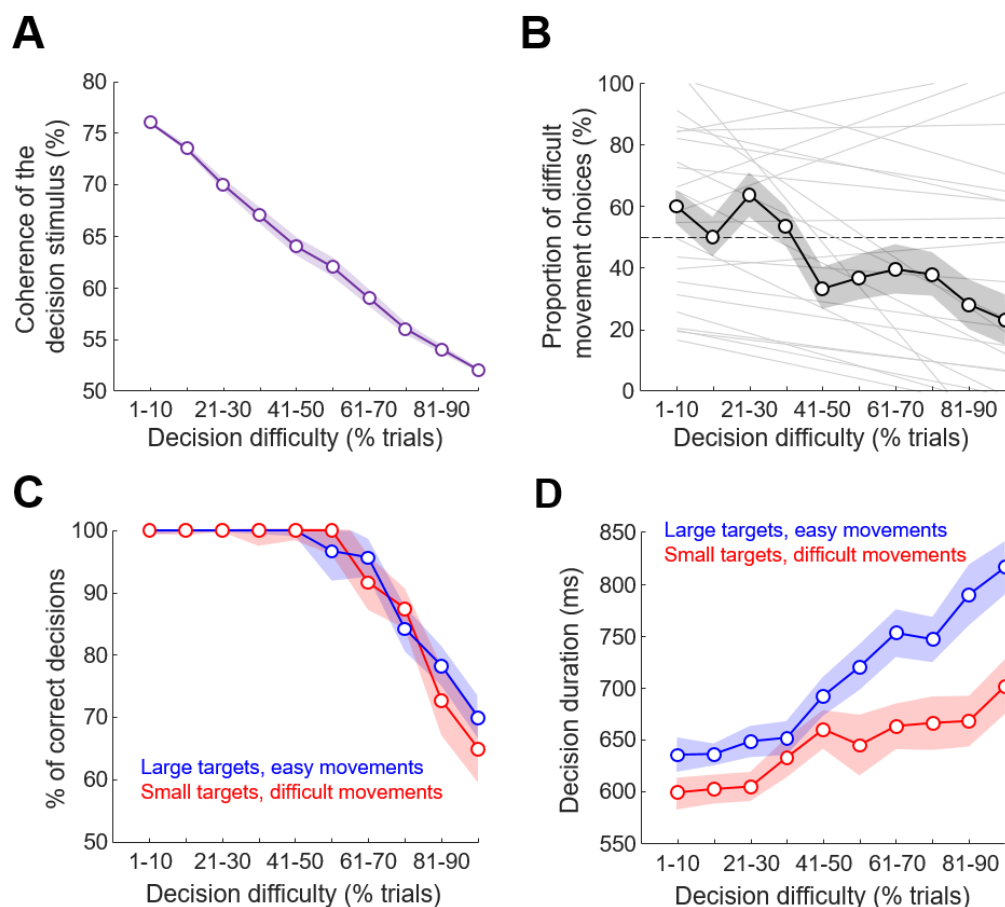 A
80
75
70
65
60
55
50
Coherence of the
decision stimulus (%)
1-10 21-30 41-50 61-70 81-90
Decision difficulty (% trials)
B
100
80
60
40
20
0
Proportion of difficult
movement choices (%)
1-10 21-30 41-50 61-70 81-90
Decision difficulty (% trials)
C
100
90
80
70
60
50
% of correct decisions
Large targets, easy movements
Small targets, difficult movements
1-10 21-30 41-50 61-70 81-90
Decision difficulty (% trials)
D
850
800
750
700
650
600
550
Decision duration (ms)
Large targets, easy movements
Small targets, difficult movements
1-10 21-30 41-50 61-70 81-90
Decision difficulty (% trials)